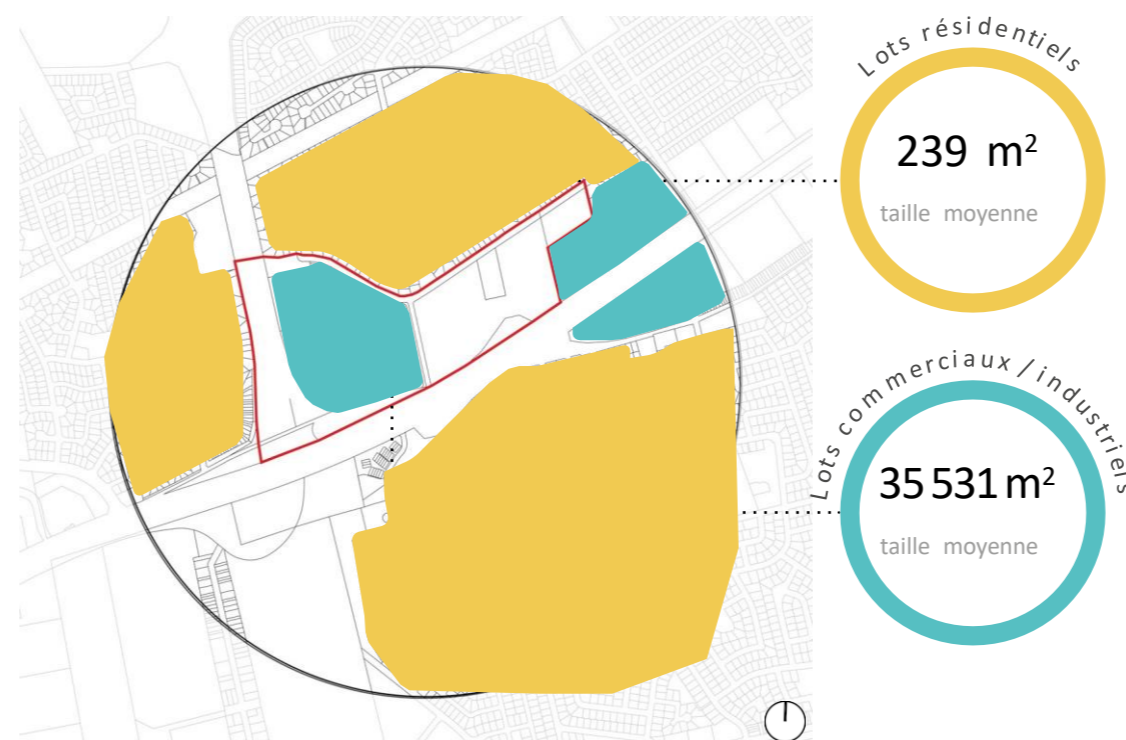 Lots résidentiels
239 m²
taille moyenne
Lots commerciaux / industriels
35 531 m²
taille moyenne